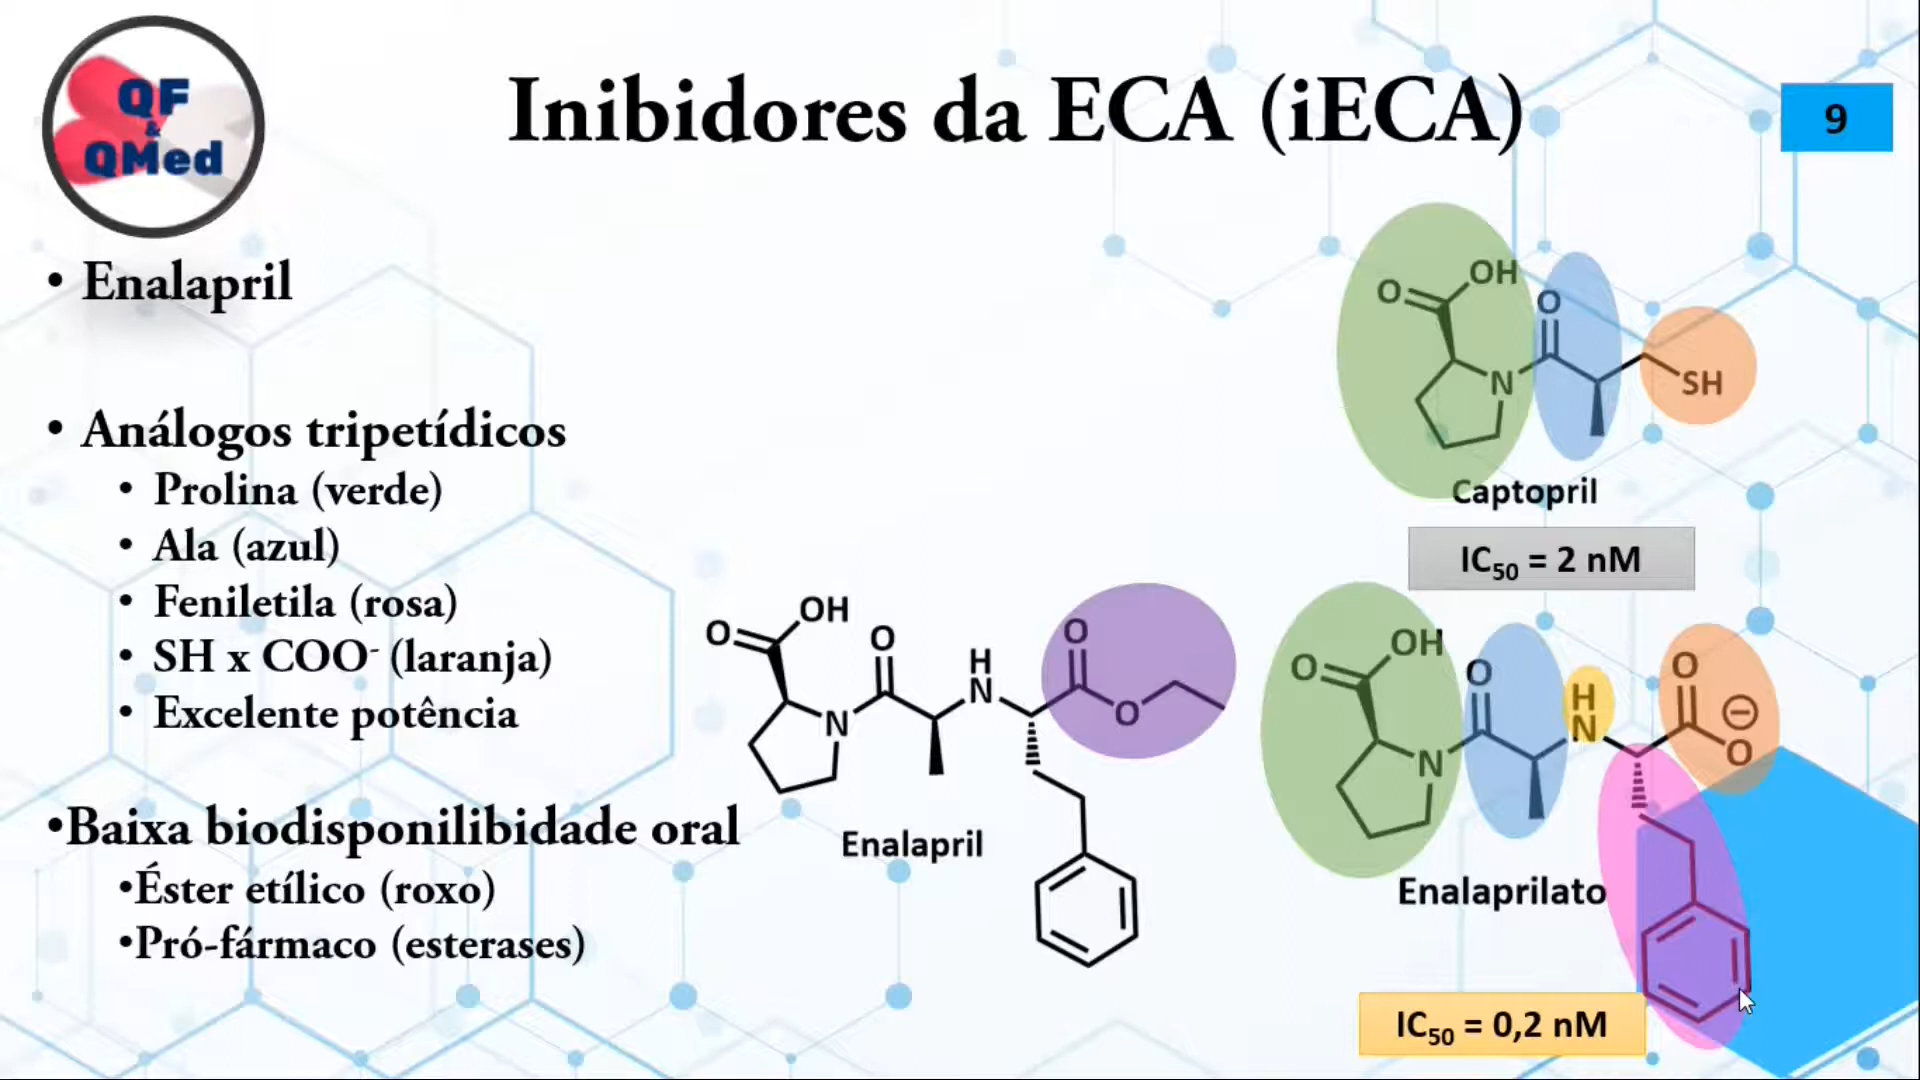 QF
&
QMed
Inibidores da ECA (iECA)
9
• Enalapril
• Análogos tripetídicos
• Prolina (verde)
• Ala (azul)
• Feniletila (rosa)
• SH x COO⁻ (laranja)
• Excelente potência
•Baixa biodisponilibidade oral
•Éster etílico (roxo)
•Pró-fármaco (esterases)
O
OH
N
O
H
N
O
O
Enalapril
O
OH
N
O
SH
Captopril
IC₅₀ = 2 nM
O
OH
N
O
H
N
O
O
⊖
Enalaprilato
IC₅₀ = 0,2 nM